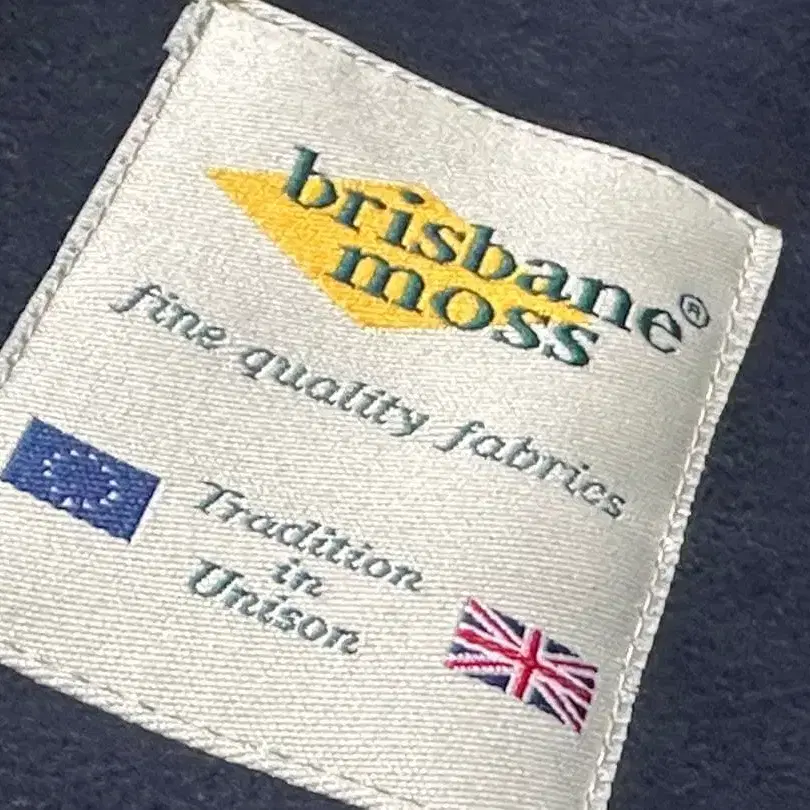 brisbane
moss®
fine quality fabrics
Tradition
in
Unison